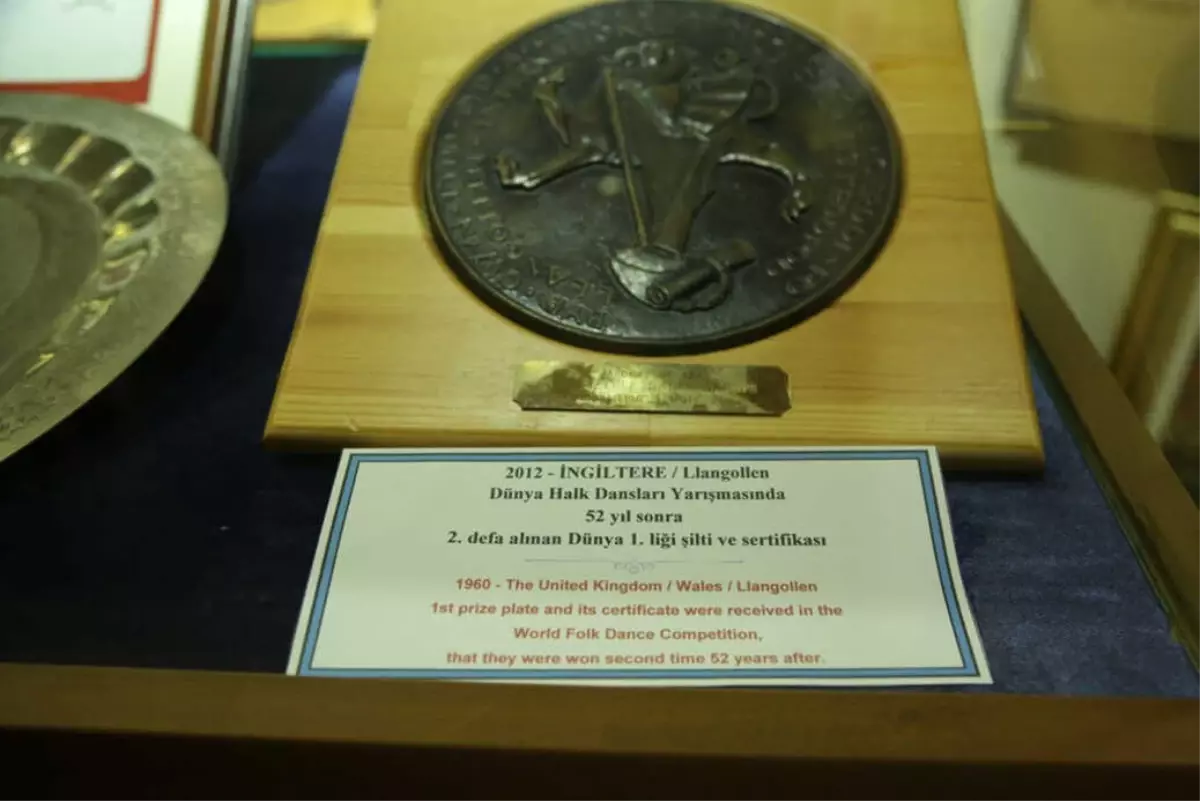 2012 - İNGİLTERE / Llangollen
Dünya Halk Dansları Yarışmasında
52 yıl sonra
2. defa alınan Dünya 1. liği şilti ve sertifikası
1960 - The United Kingdom / Wales / Llangollen
1st prize plate and its certificate were received in the
World Folk Dance Competition,
that they were won second time 52 years after.